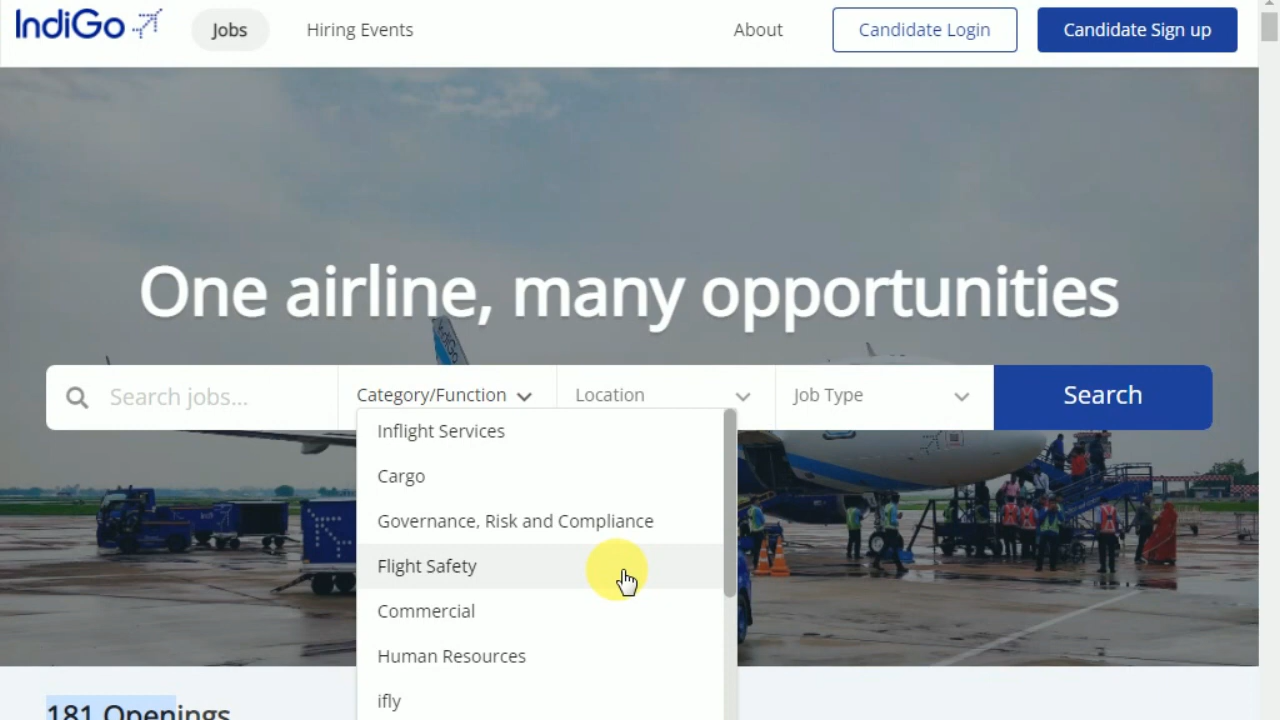 IndiGo
Jobs
Hiring Events
About
Candidate Login
Candidate Sign up
One airline, many opportunities
IndiGo
Search jobs...
Category/Function
Location
Job Type
Search
Inflight Services
Cargo
Governance, Risk and Compliance
Flight Safety
Commercial
Human Resources
ifly
181 Openings